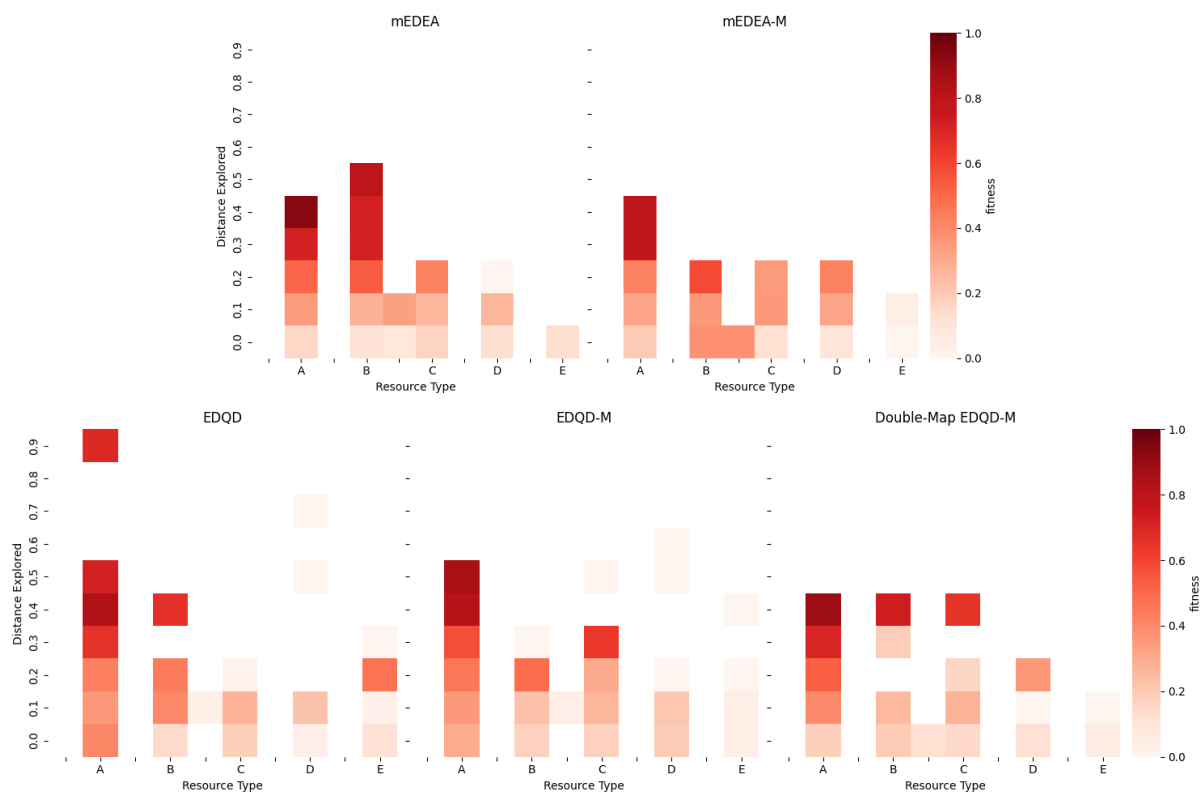 mEDEA
mEDEA-M
Distance Explored
0.9
0.8
0.7
0.6
0.5
0.4
0.3
0.2
0.1
0.0
A B C D E
Resource Type
A B C D E
Resource Type
1.0
0.8
0.6
0.4
0.2
0.0
fitness
EDQD
EDQD-M
Double-Map EDQD-M
Distance Explored
0.9
0.8
0.7
0.6
0.5
0.4
0.3
0.2
0.1
0.0
A B C D E
Resource Type
A B C D E
Resource Type
A B C D E
Resource Type
1.0
0.8
0.6
0.4
0.2
0.0
fitness